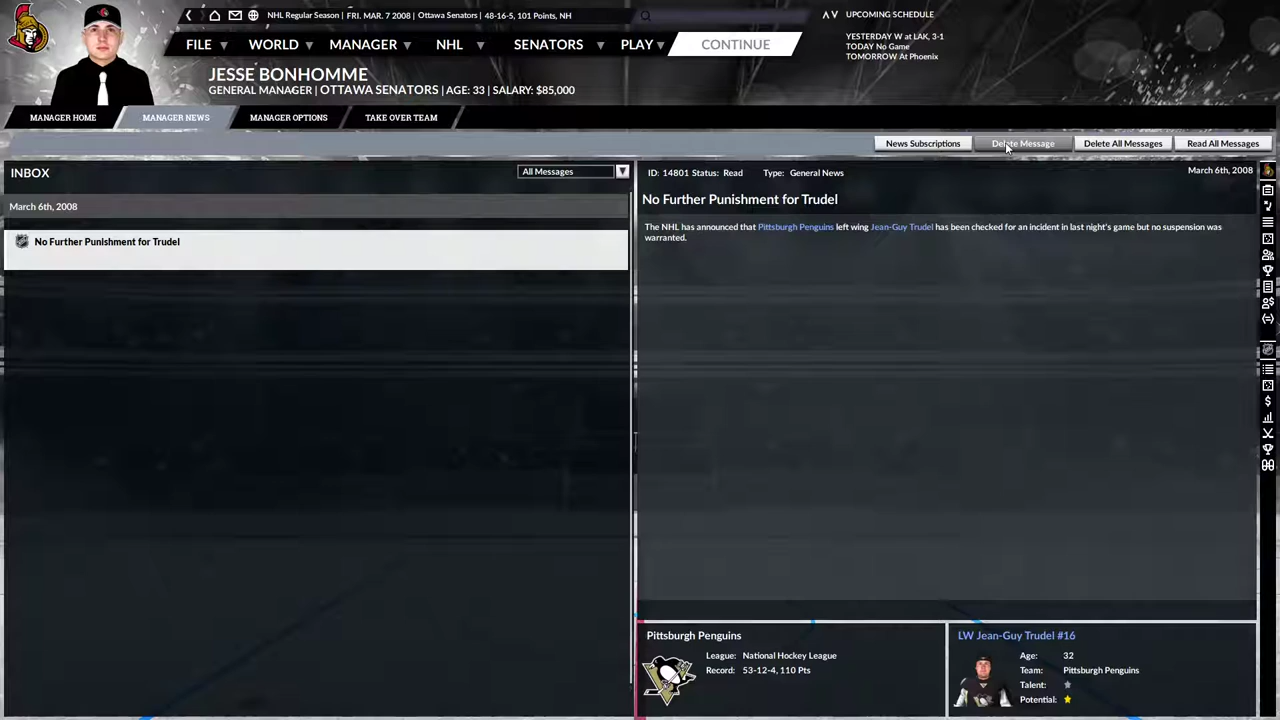 NHL Regular Season | FRI. MAR. 7 2008 | Ottawa Senators | 48-16-5, 101 Points, NH
UPCOMING SCHEDULE
YESTERDAY W at LAK, 3-1
TODAY No Game
TOMORROW At Phoenix
FILE WORLD MANAGER NHL SENATORS PLAY CONTINUE
JESSE BONHOMME
GENERAL MANAGER | OTTAWA SENATORS | AGE: 33 | SALARY: $85,000
MANAGER HOME MANAGER NEWS MANAGER OPTIONS TAKE OVER TEAM
News Subscriptions Delete Message Delete All Messages Read All Messages
INBOX All Messages
March 6th, 2008
No Further Punishment for Trudel
ID: 14801 Status: Read Type: General News March 6th, 2008
No Further Punishment for Trudel
The NHL has announced that Pittsburgh Penguins left wing Jean-Guy Trudel has been checked for an incident in last night's game but no suspension was
warranted.
Pittsburgh Penguins
League: National Hockey League
Record: 53-12-4, 110 Pts
LW Jean-Guy Trudel #16
Age: 32
Team: Pittsburgh Penguins
Talent:
Potential: